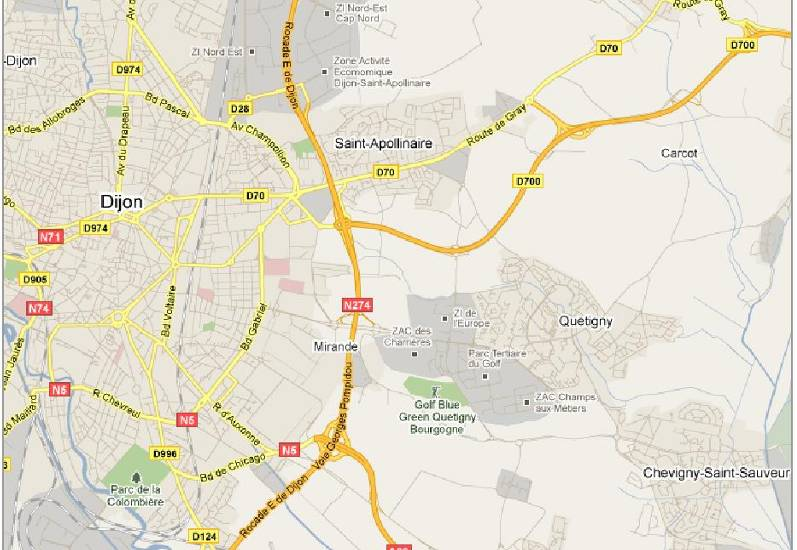 ZI Nord-Est
Cap Nord
Route de Gray
Av d
-Dijon
ZI Nord Est
D70
D700
D974
Rocade E de Dijon
Zone Activité
Economique
Dijon-Saint-Apollinaire
Bd Pascal
D28
Bd des Allobroges
Av du Drapeau
Av Champollion
Saint-Apollinaire
Route de Gray
Carcot
D70
D700
Dijon
D70
N71
D974
D905
N74
Bd Voltaire
Bd Gabriel
N274
ZI de
l'Europe
Quetigny
ZAC des
Charrières
Mirande
Parc Tertiaire
du Golf
ean Jaurès
N5
R Chevreul
N5
R d'Auxonne
Voie Georges Pompidou
Golf Blue
Green Quetigny
Bourgogne
ZAC Champs
aux Métiers
D996
N5
Bd de Chicago
Chevigny-Saint-Sauveur
Parc de la
Colombière
Rocade E de Dijon
D124